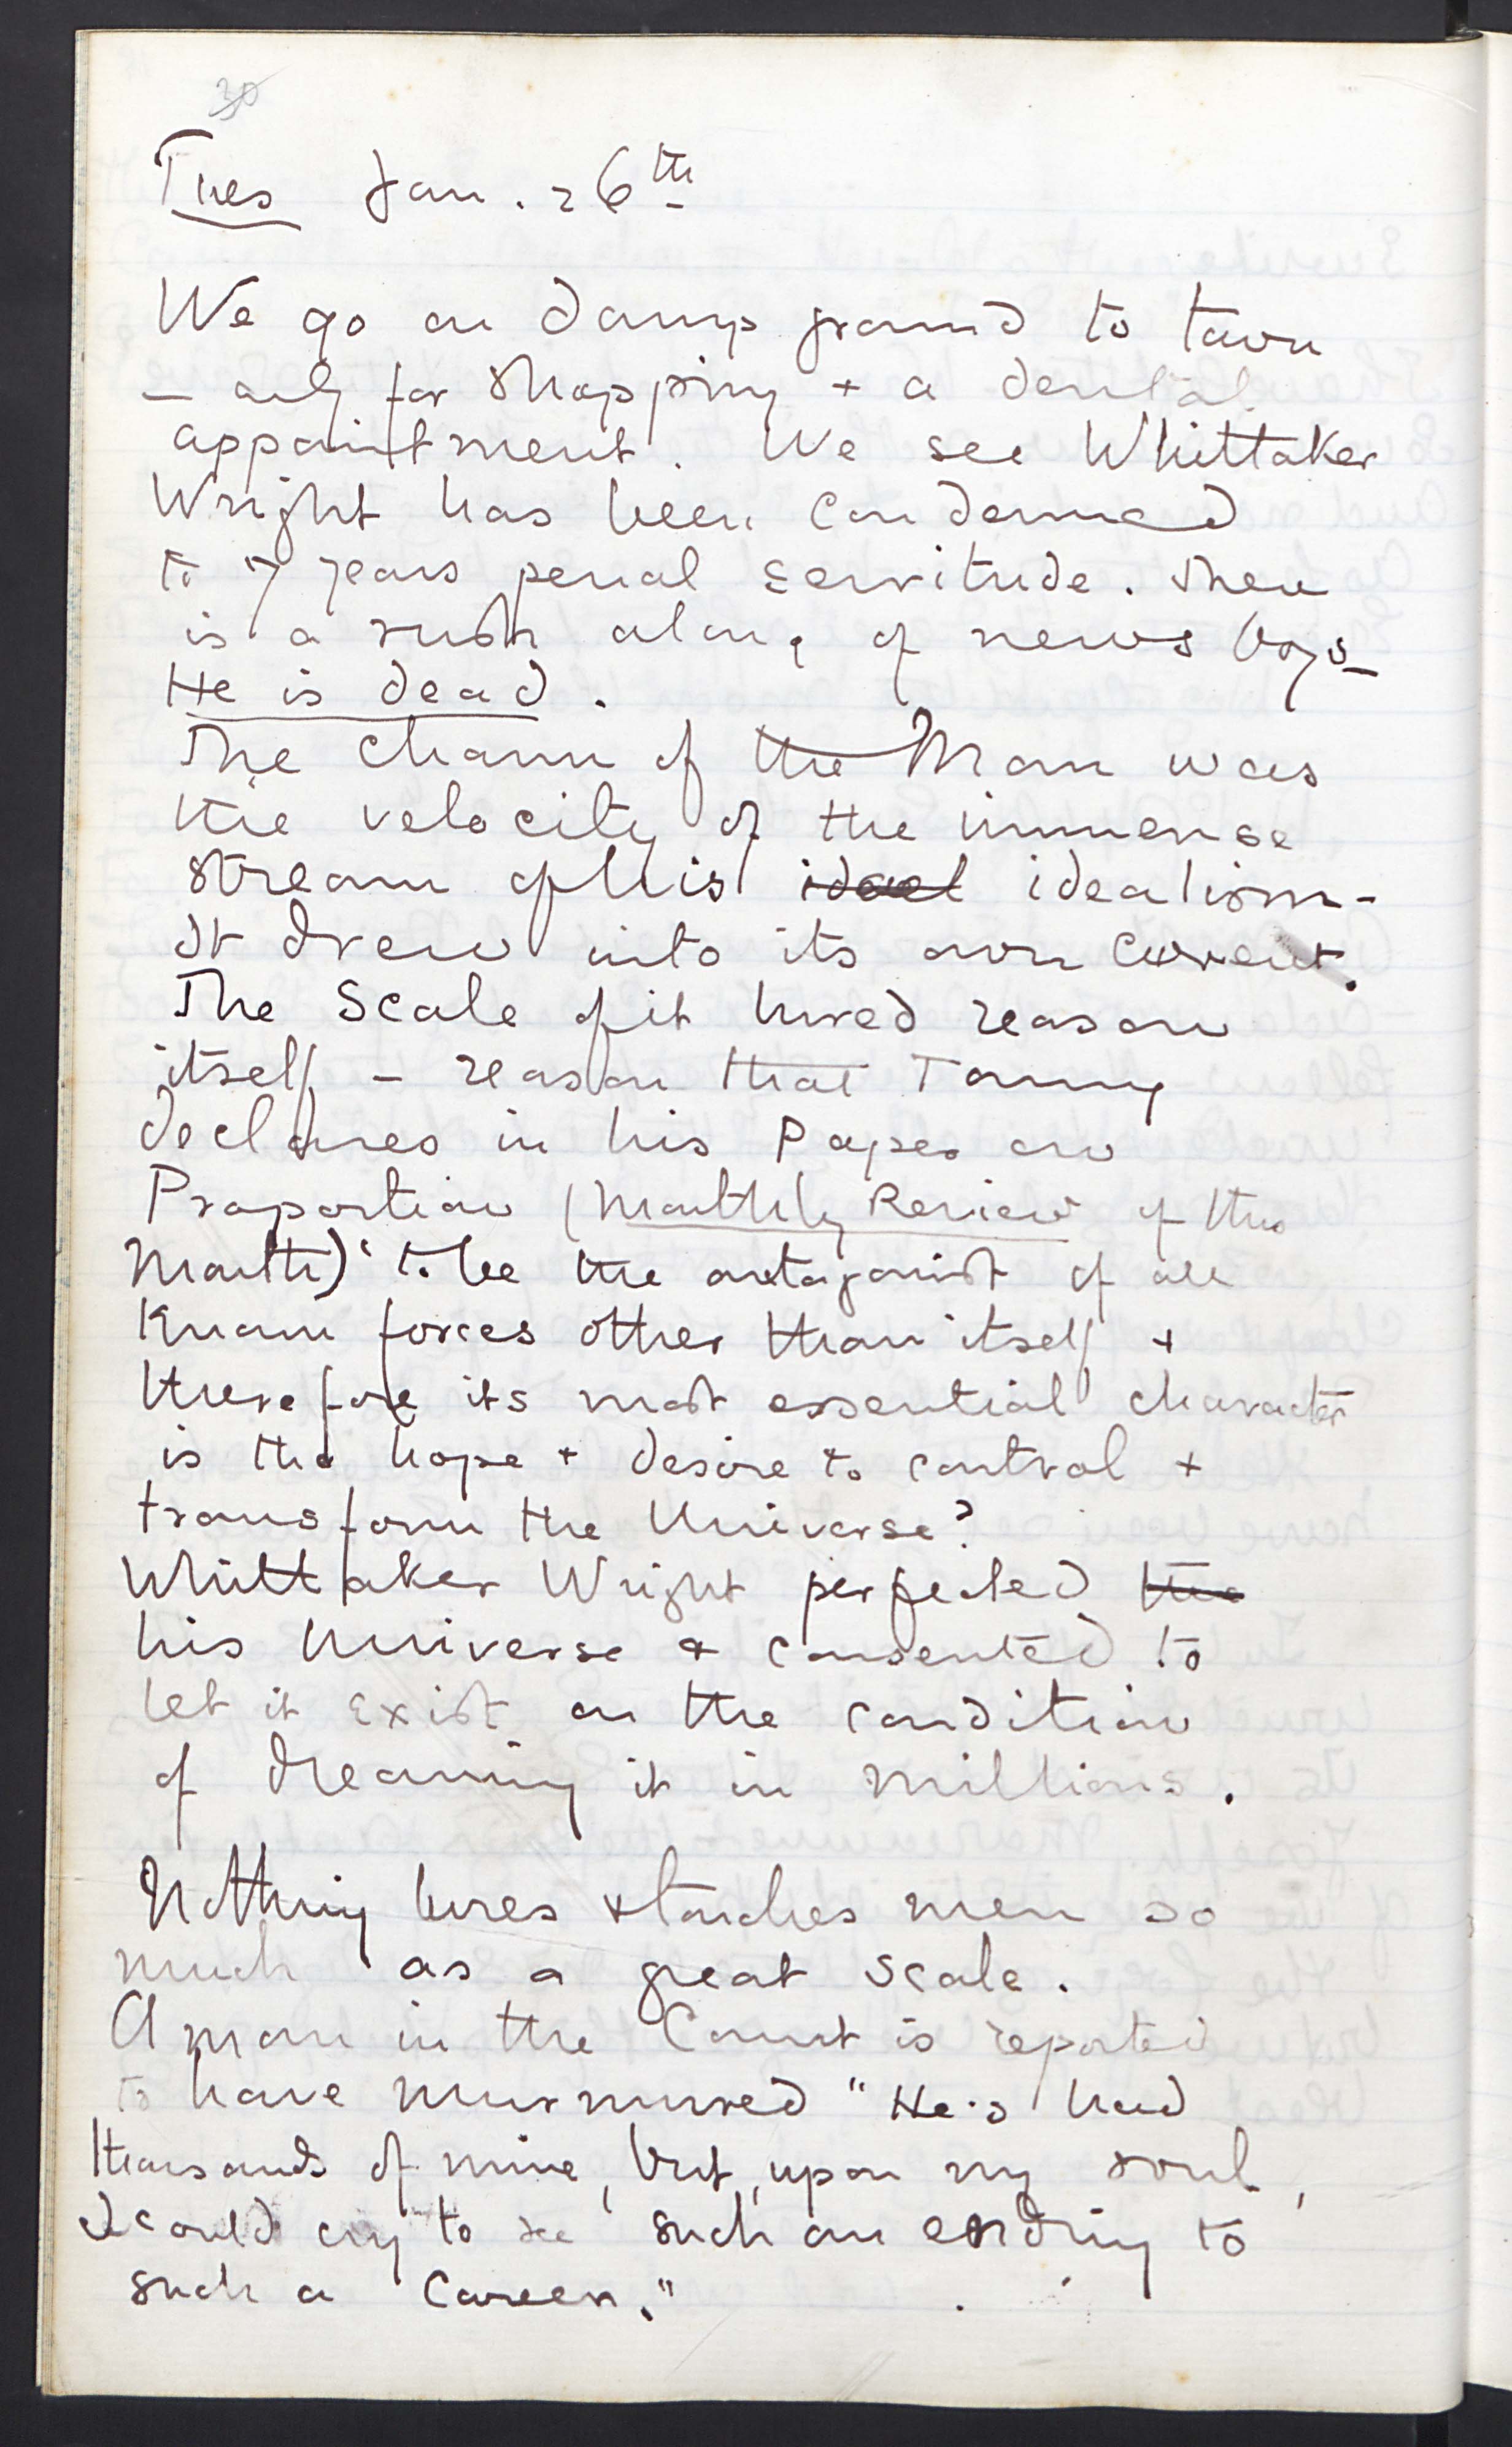 30
Tues Jan. 26th
We go on damp ground to town
– only for shopping + a dental
appointment. We see Whittaker
Wright has been condemned
to 7 years penal servitude. There
is a rush along of news boys –
He is dead.
The charm of the Man was
the velocity of the immense
stream of his ideal idealism –
It drew into its own current.
The Scale of it lured reason
itself – reason that Tommy
declares in his Paper on
Proportion (Monthly Review of this
Month) 'to be the antagonist of all
known forces other than itself +
therefore its most essential character
is the hope + desire to control +
transform the Universe?
Whittaker Wright perfected the
his Universe + consented to
let it exist on the condition
of dreaming it in millions.
Nothing lures + touches men so
much as a great scale.
A man in the Court is reported
to have murmured "He's had
thousands of mine, but, upon my soul,
I could cry to see such an ending to
such a career."